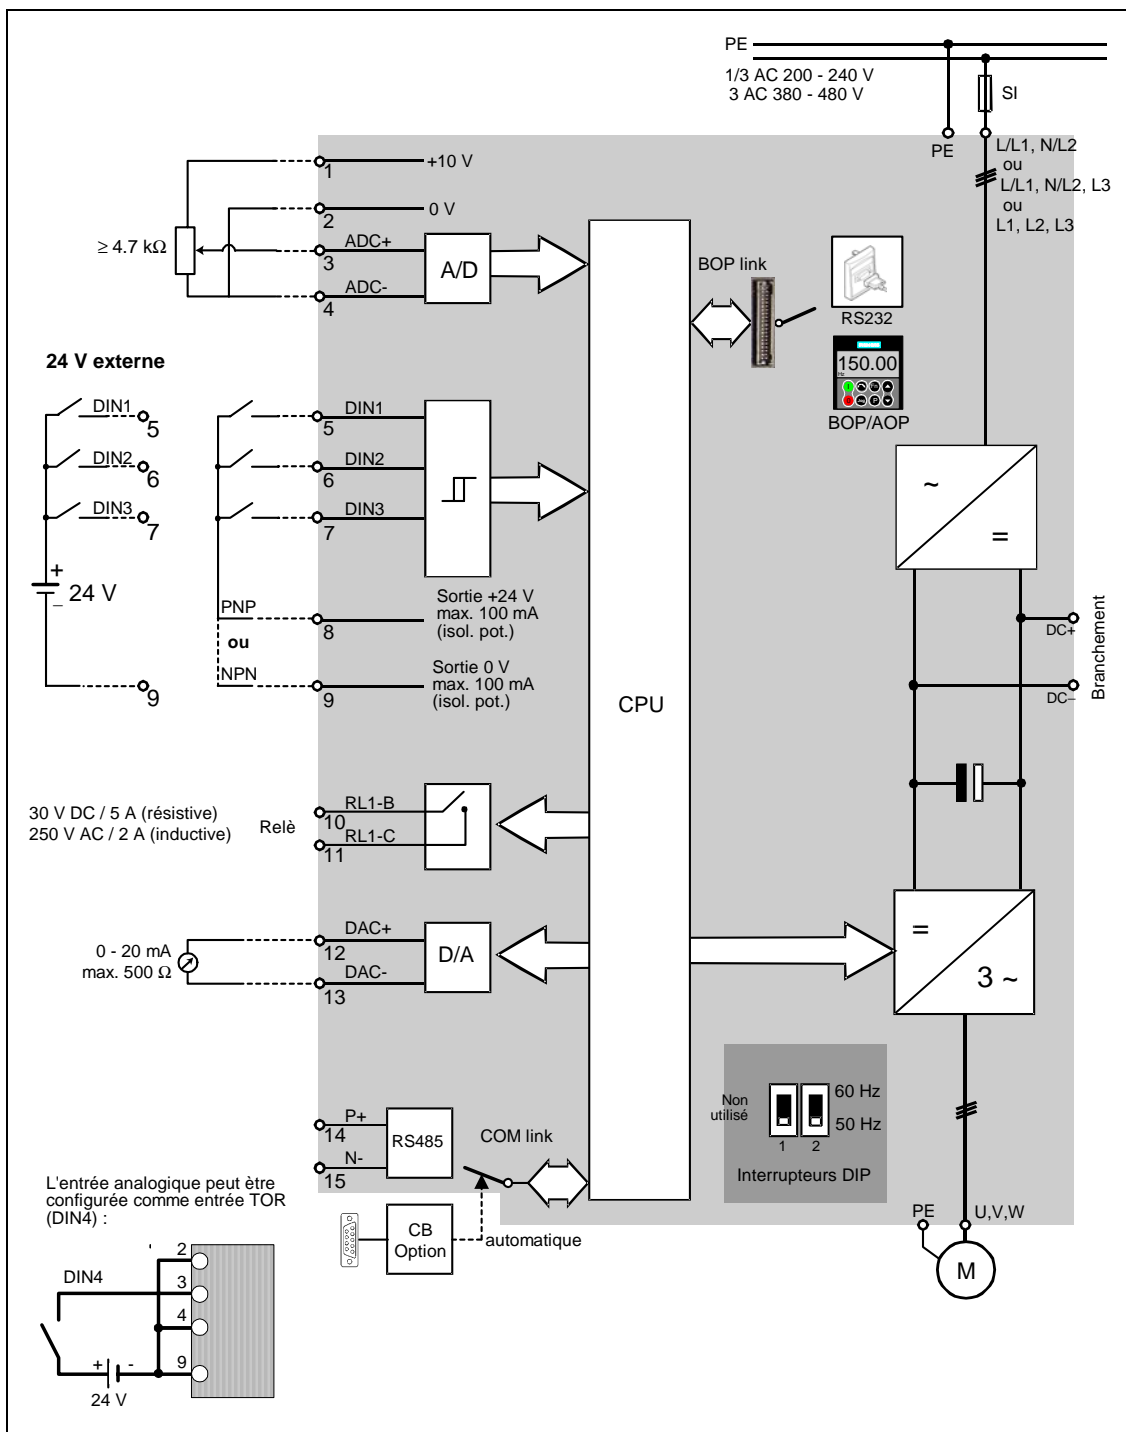 PE
1/3 AC 200 - 240 V
3 AC 380 - 480 V
SI
PE
L/L1, N/L2
ou
L/L1, N/L2, L3
ou
L1, L2, L3
1
+10 V
2
0 V
≥ 4.7 kΩ
3
ADC+
4
ADC-
A/D
BOP link
RS232
150.00
Hz
BOP/AOP
24 V externe
DIN1
5
DIN2
6
DIN3
7
+
24 V
–
9
DIN1
5
DIN2
6
DIN3
7
PNP
8
Sortie +24 V
max. 100 mA
(isol. pot.)
ou
NPN
9
Sortie 0 V
max. 100 mA
(isol. pot.)
CPU
~
=
DC+
DC–
Branchement
30 V DC / 5 A (résistive)
250 V AC / 2 A (inductive)
Relè
RL1-B
10
RL1-C
11
0 - 20 mA
max. 500 Ω
DAC+
12
DAC-
13
D/A
=
3 ~
Non
utilisé
60 Hz
50 Hz
1
2
Interrupteurs DIP
P+
14
N-
15
RS485
COM link
CB
Option
automatique
PE
U,V,W
M
L'entrée analogique peut ètre
configurée comme entrée TOR
(DIN4) :
2
DIN4
3
4
9
+
-
24 V